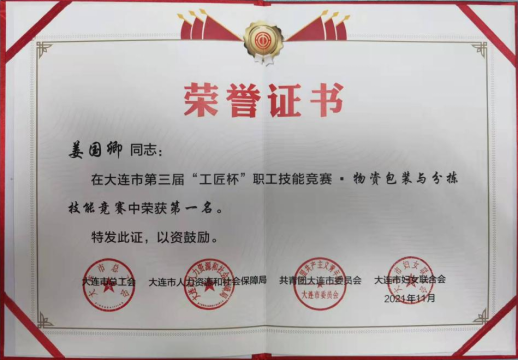 荣誉证书
姜国卿 同志：
在大连市第三届“工匠杯”职工技能竞赛·物资包装与分拣
技能竞赛中荣获第一名。
特发此证，以资鼓励。
大连市总工会 大连市人力资源和社会保障局 共青团大连市委员会 大连市妇女联合会
2021年11月